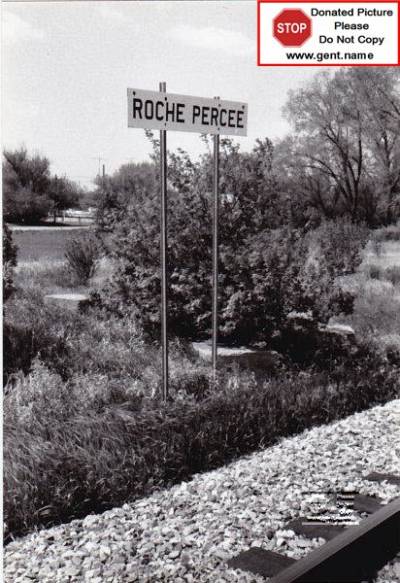 STOP
Donated Picture
Please
Do Not Copy
www.gent.name
ROCHE PERCEE